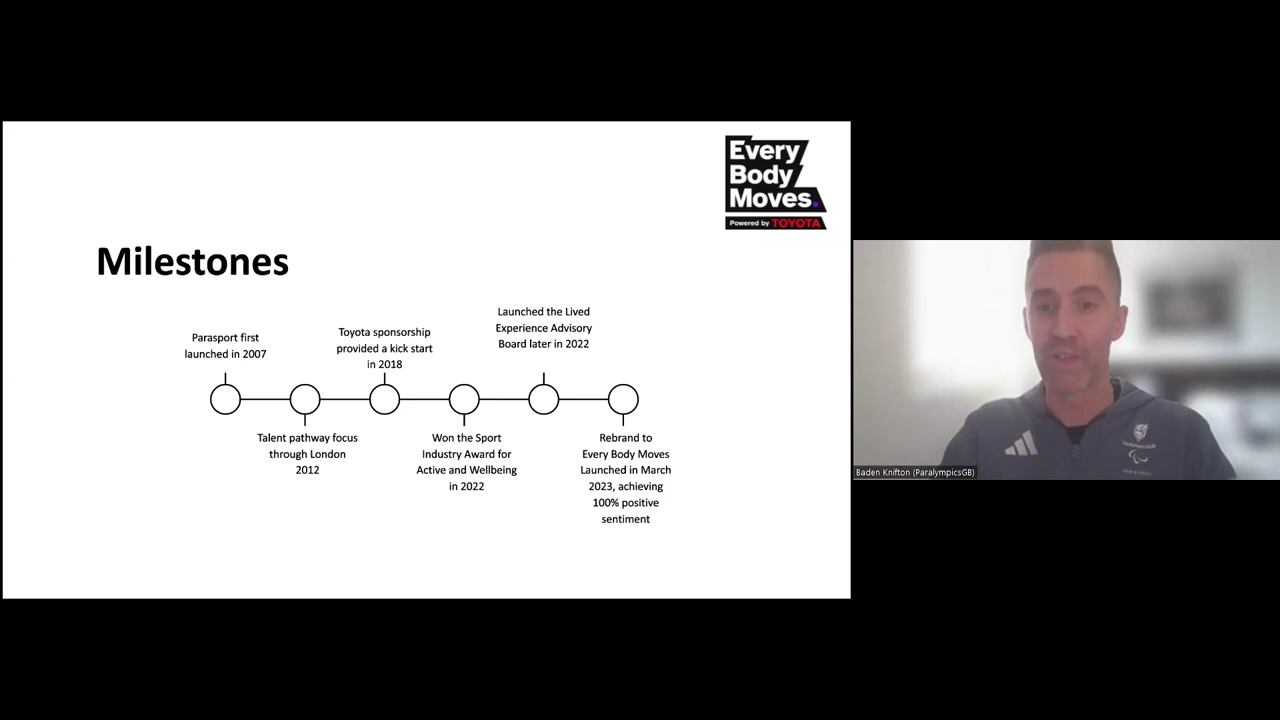 Every
Body
Moves.
Powered by TOYOTA
Milestones
Parasport first
launched in 2007
Talent pathway focus
through London
2012
Toyota sponsorship
provided a kick start
in 2018
Won the Sport
Industry Award for
Active and Wellbeing
in 2022
Launched the Lived
Experience Advisory
Board later in 2022
Rebrand to
Every Body Moves
Launched in March
2023, achieving
100% positive
sentiment
Baden Knifton (ParalympicsGB)